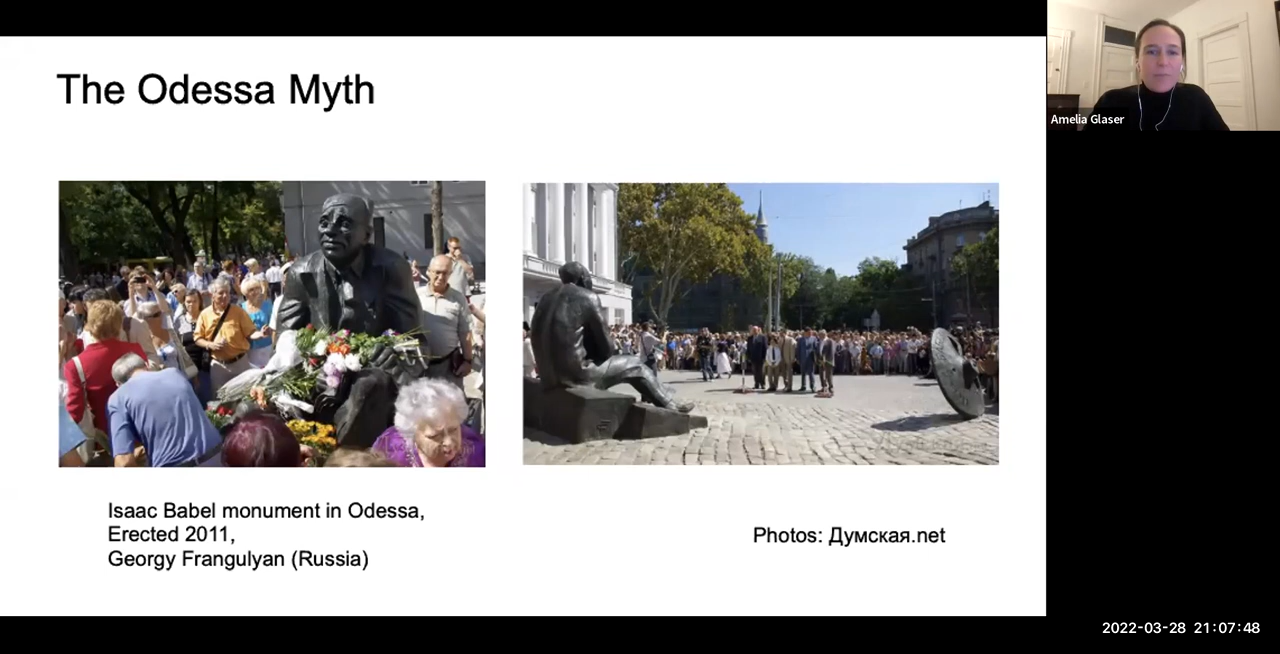 The Odessa Myth
Amelia Glaser
Isaac Babel monument in Odessa,
Erected 2011,
Georgy Frangulyan (Russia)
Photos: Думская.net
2022-03-28 21:07:48